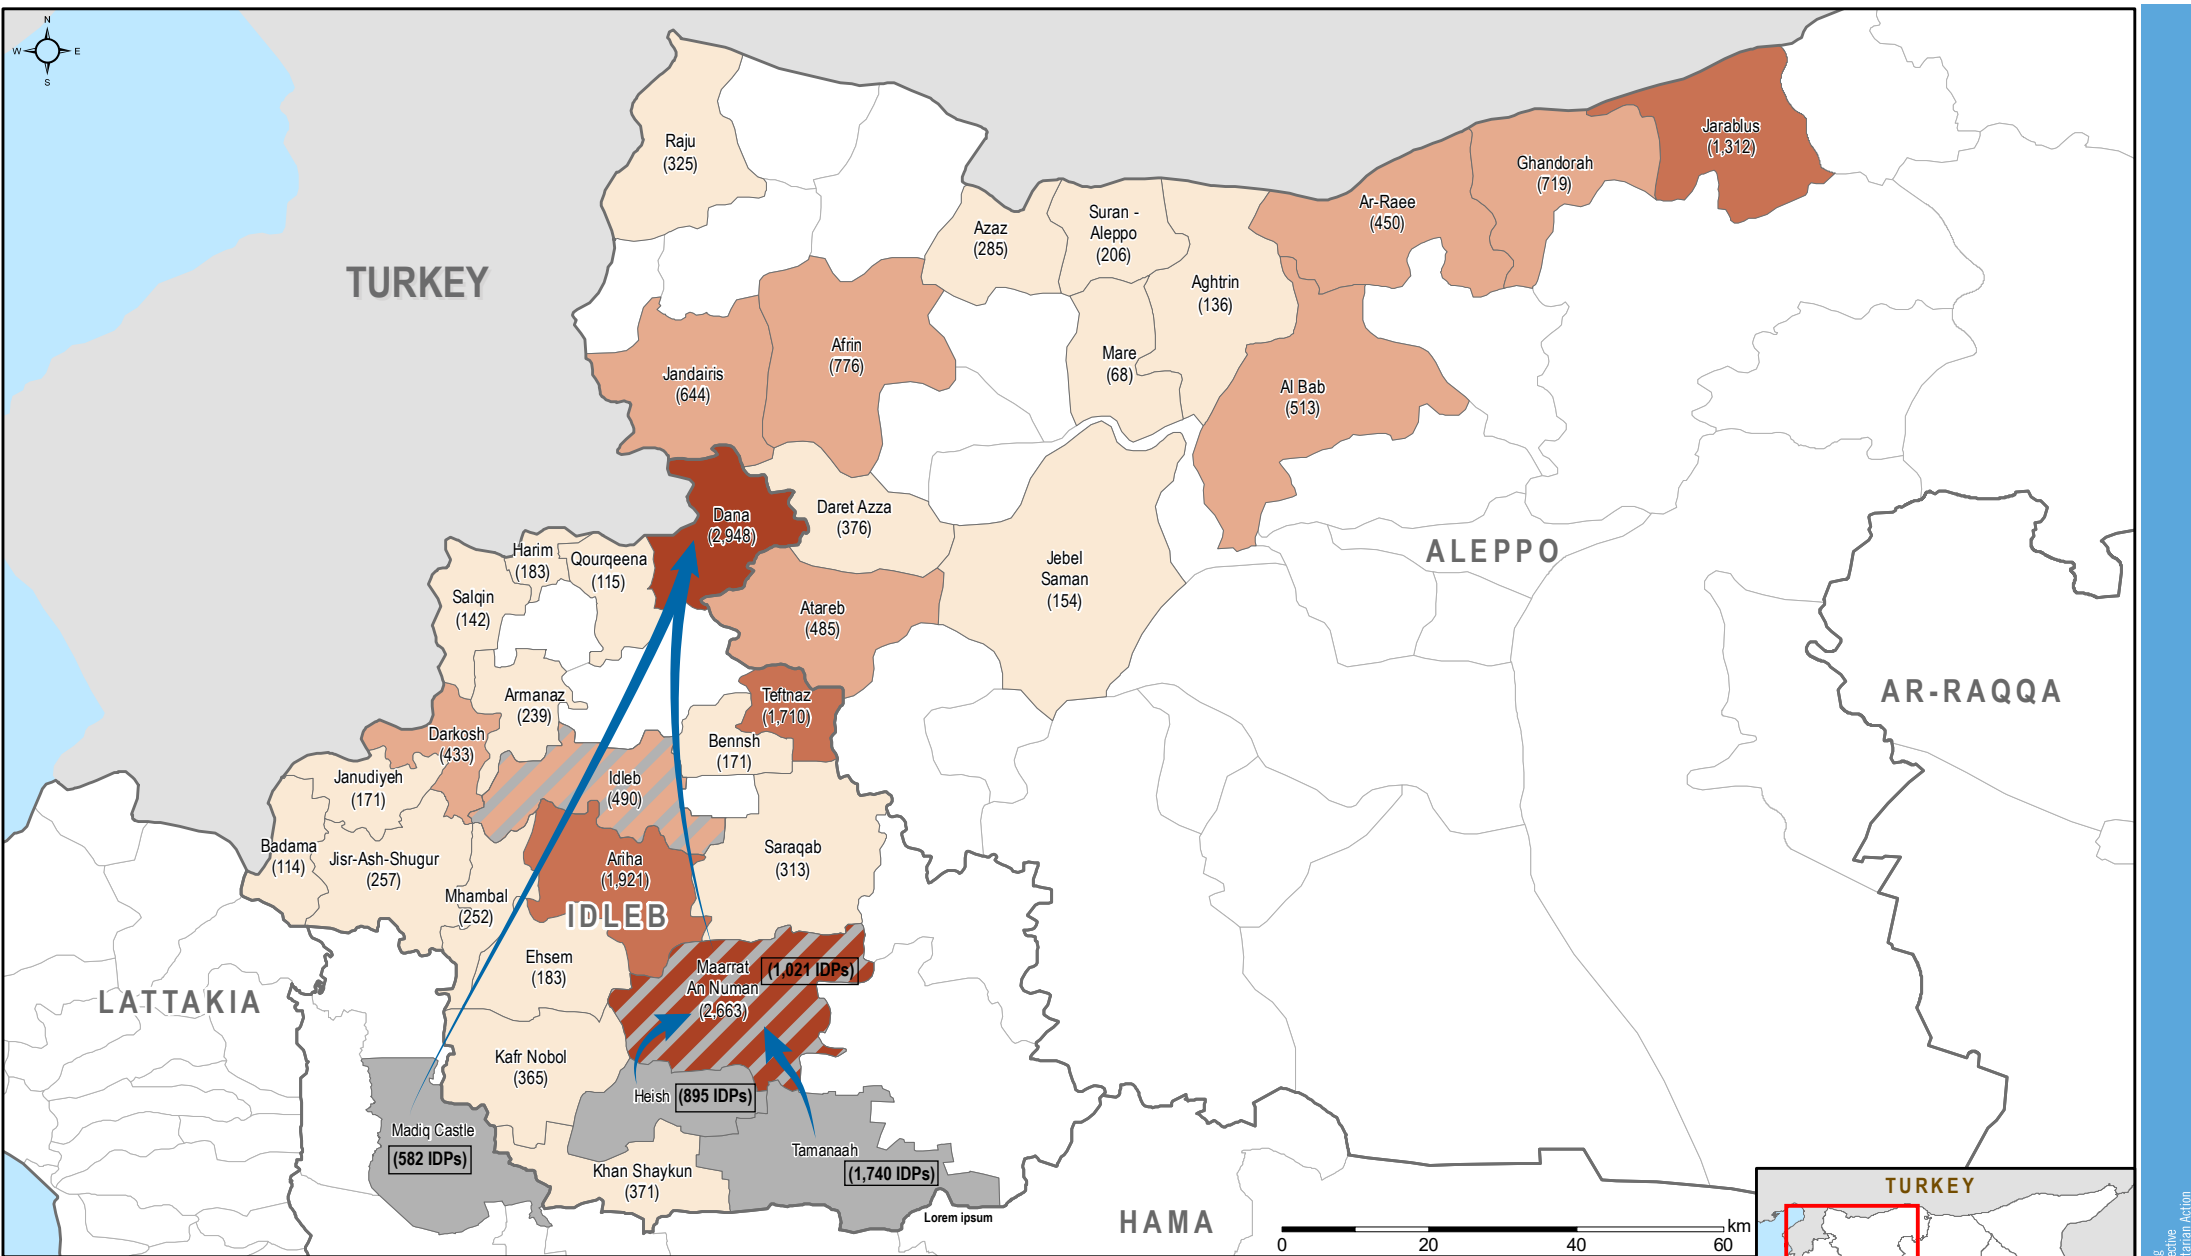 N
W
E
S
TURKEY
Raju
(325)
Jarablus
(1,312)
Ghandorah
(719)
Ar-Raee
(450)
Azaz
(285)
Suran -
Aleppo
(206)
Aghtrin
(136)
Mare
(68)
Afrin
(776)
Jandairis
(644)
Al Bab
(513)
Dana
(2,948)
Daret Azza
(376)
Jebel
Saman
(154)
ALEPPO
Harim
(183)
Qourqeena
(115)
Salqin
(142)
Atareb
(485)
AR-RAQQA
Armanaz
(239)
Teftnaz
(1,710)
Darkosh
(433)
Bennsh
(171)
Janudiyeh
(171)
Idleb
(490)
Badama
(114)
Jisr-Ash-Shugur
(257)
Ariha
(1,921)
Saraqab
(313)
Mhambal
(252)
IDLEB
Ehsem
(183)
Maarrat
An Numan
(2,663)
(1,021 IDPs)
LATTAKIA
Kafr Nobol
(365)
Heish
(895 IDPs)
Madiq Castle
(582 IDPs)
Tamanaah
(1,740 IDPs)
Khan Shaykun
(371)
Lorem ipsum
HAMA
km
0 20 40 60
TURKEY
ective
tarian Action